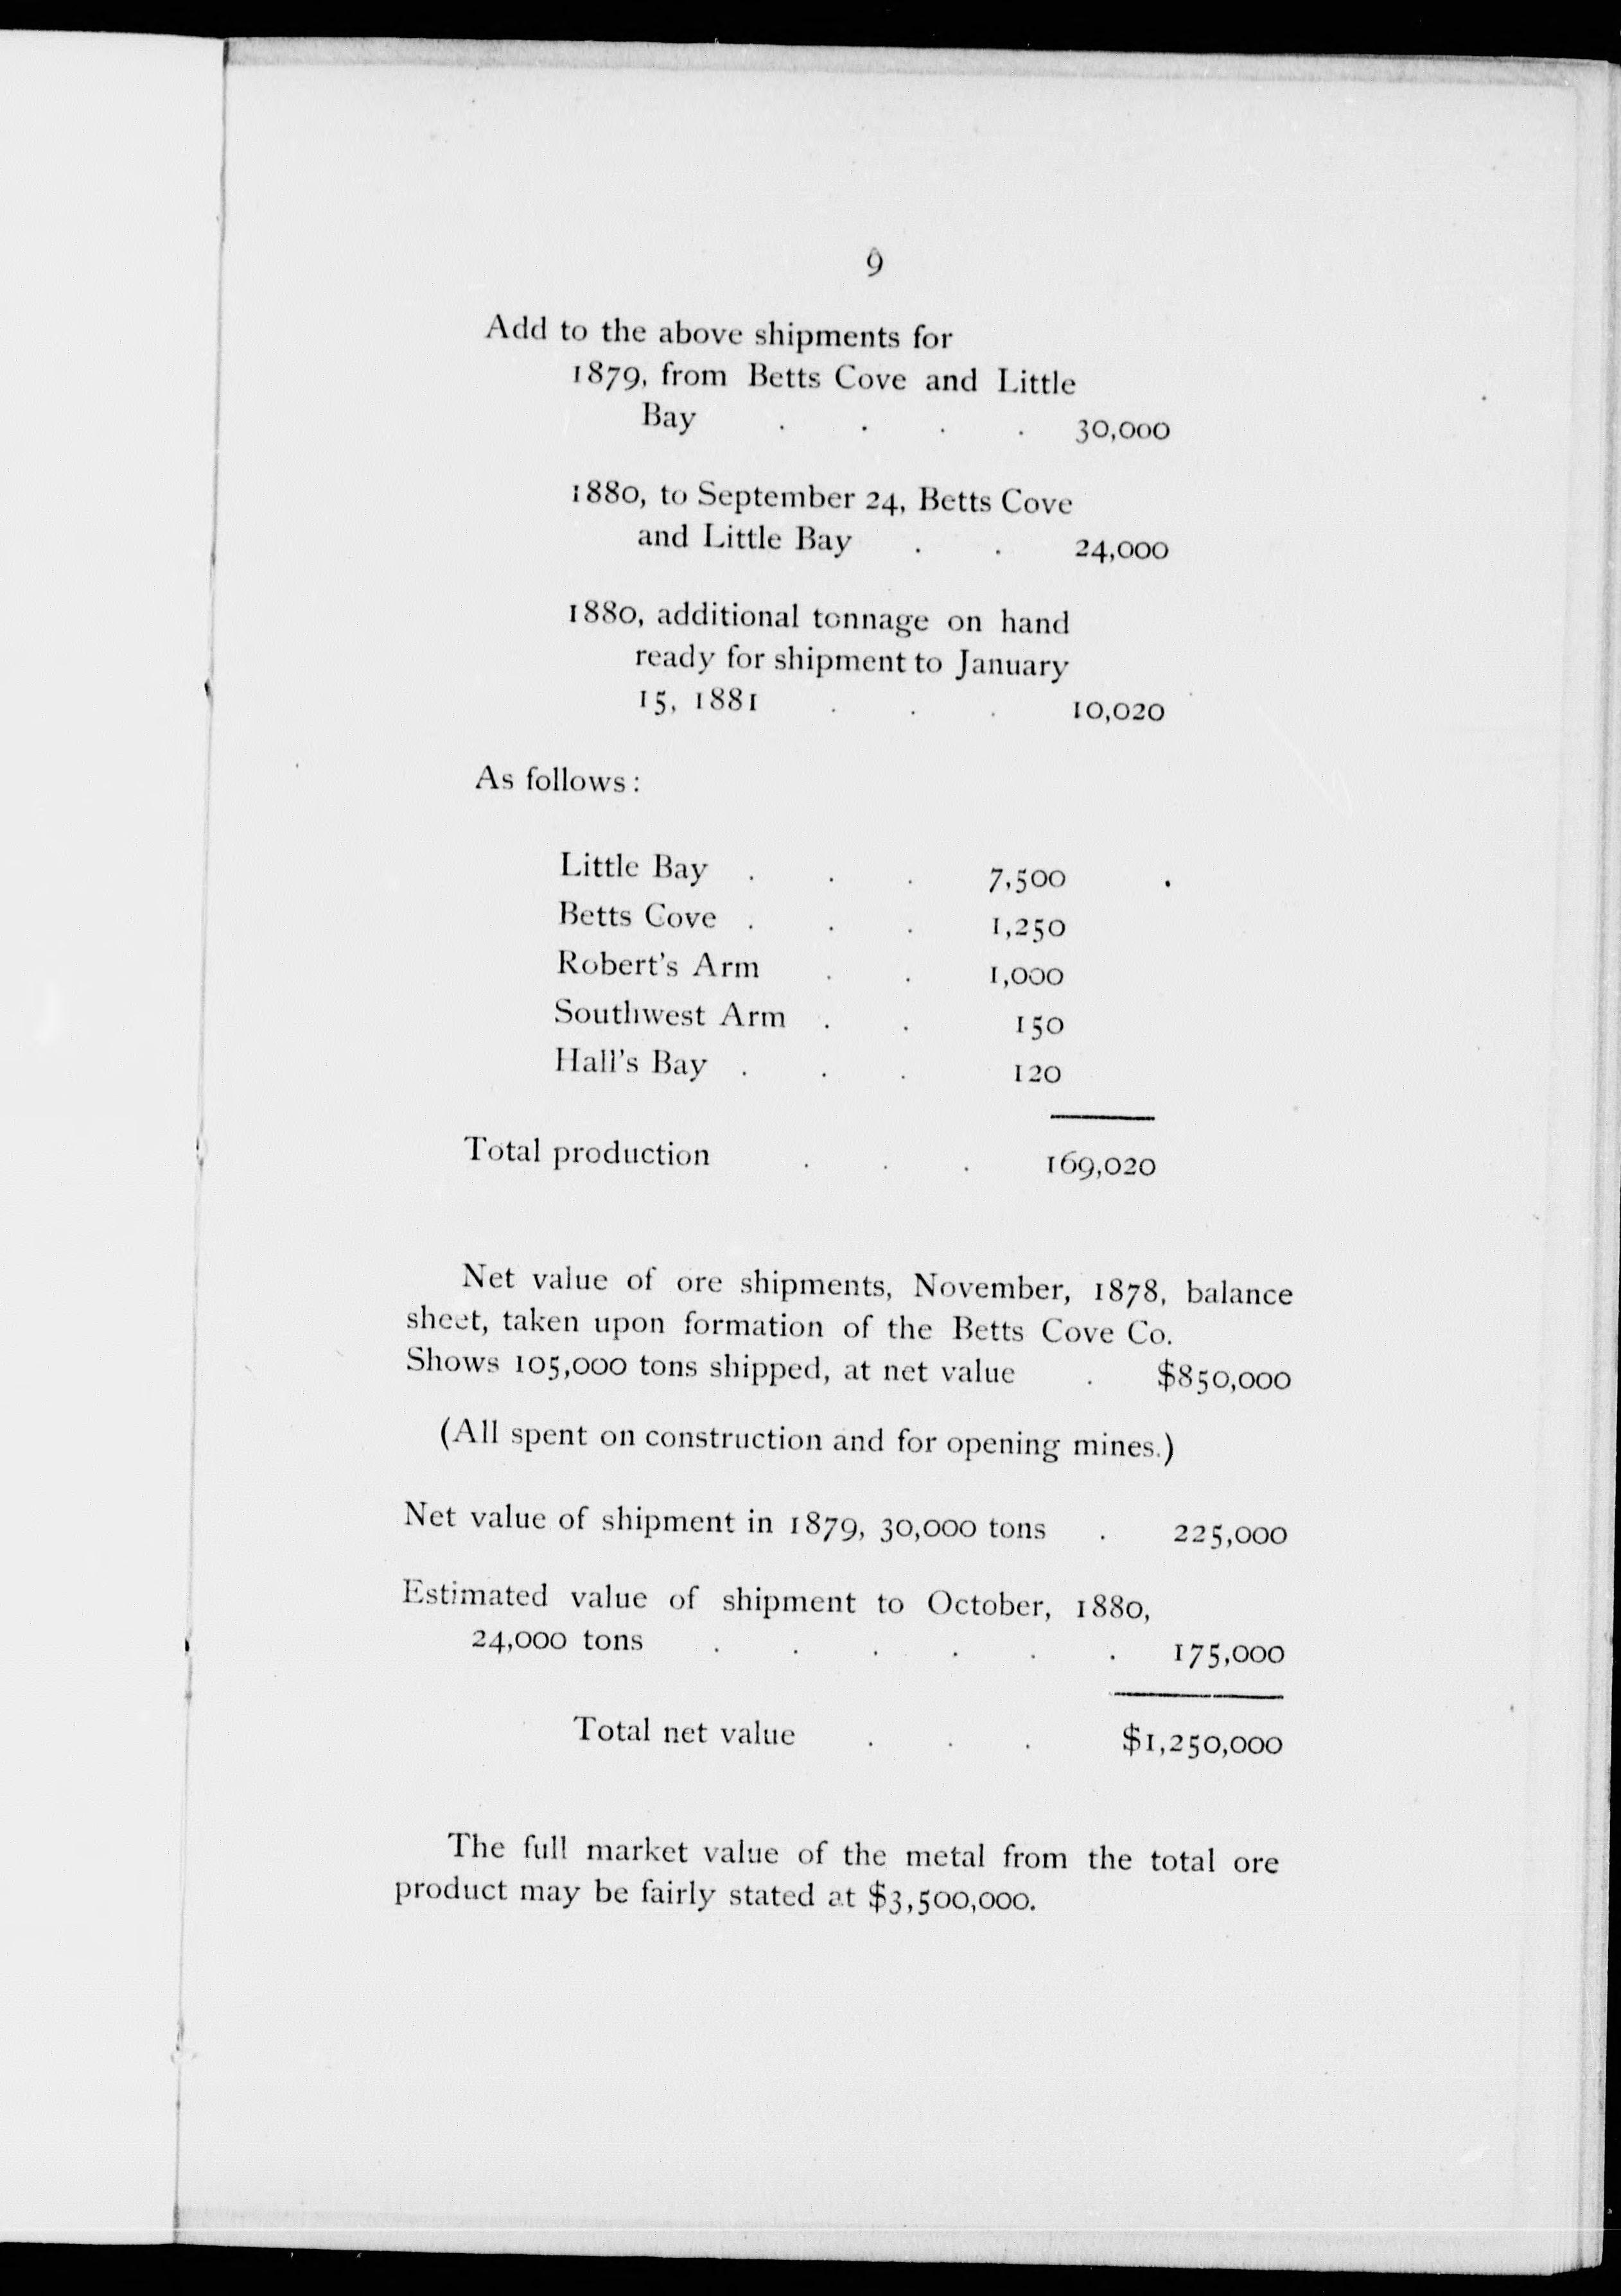 9
Add to the above shipments for
1879, from Betts Cove and Little
Bay . . . . 30,000
1880, to September 24, Betts Cove
and Little Bay . . 24,000
1880, additional tonnage on hand
ready for shipment to January
15, 1881 . . . 10,020
As follows:
Little Bay . . . 7,500
Betts Cove . . . 1,250
Robert's Arm . . 1,000
Southwest Arm . . 150
Hall's Bay . . . 120
Total production . . . 169,020
Net value of ore shipments, November, 1878, balance
sheet, taken upon formation of the Betts Cove Co.
Shows 105,000 tons shipped, at net value . $850,000
(All spent on construction and for opening mines.)
Net value of shipment in 1879, 30,000 tons . 225,000
Estimated value of shipment to October, 1880,
24,000 tons . . . . . . 175,000
Total net value . . . $1,250,000
The full market value of the metal from the total ore
product may be fairly stated at $3,500,000.